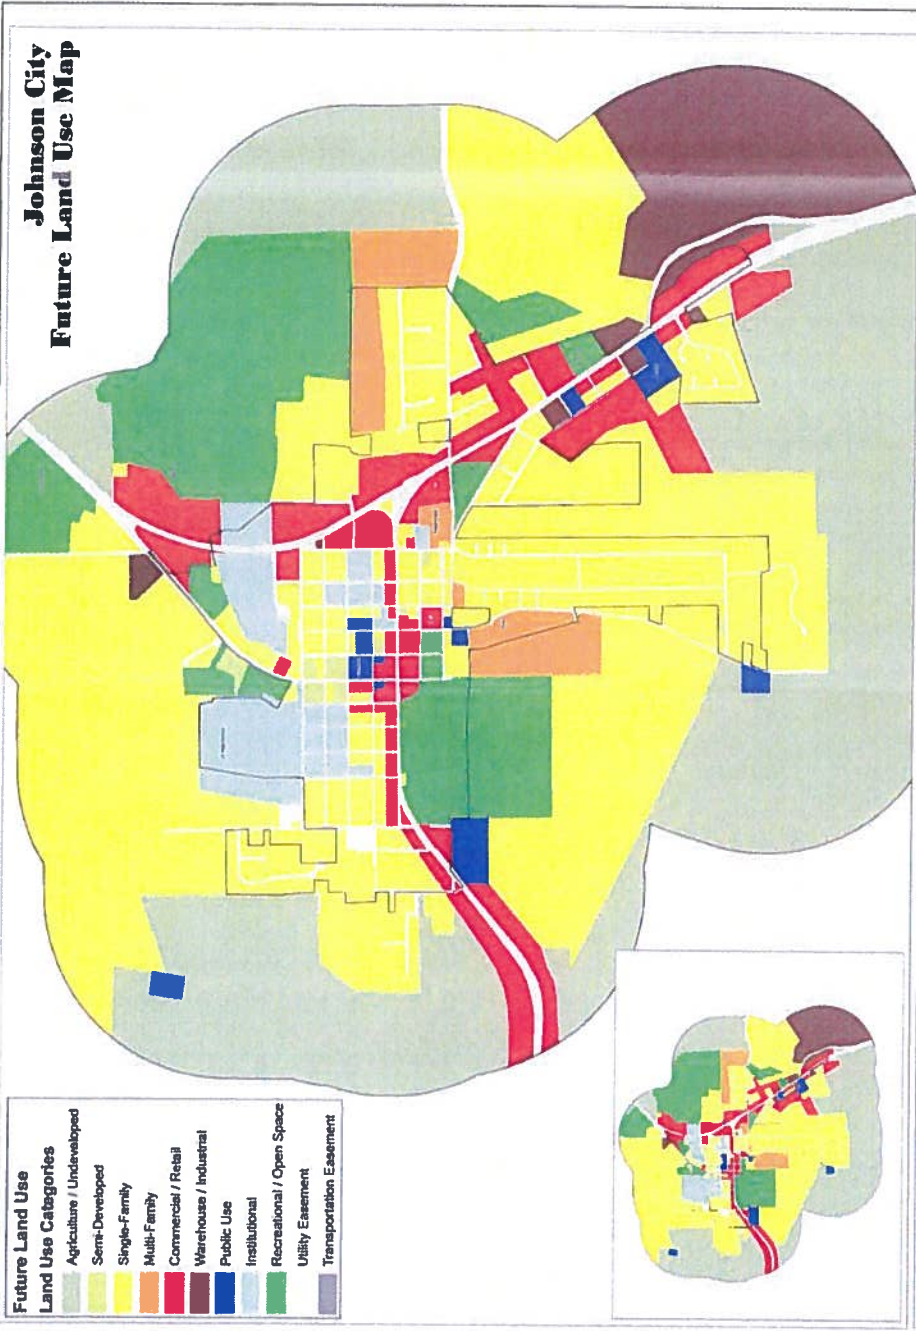 Johnson City
Future Land Use Map
Future Land Use
Land Use Categories
Agriculture / Undeveloped
Semi-Developed
Single-Family
Multi-Family
Commercial / Retail
Warehouse / Industrial
Public Use
Institutional
Recreational / Open Space
Utility Easement
Transportation Easement